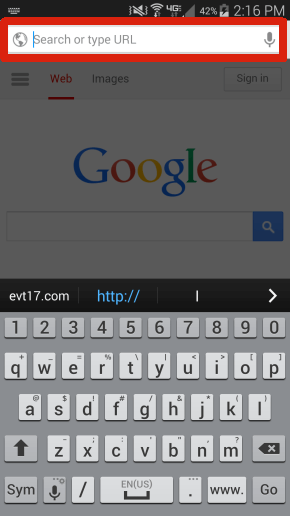 4G 42% 2:16 PM
Search or type URL
Web Images Sign in
Google
evt17.com http:// I
1 2 3 4 5 6 7 8 9 0
q + w _ e = r % t \ y | u < i > o [ p ]
a @ s $ d ! f # g / h & j * k ( l )
z - x ; c : v ' b " n , m ?
Sym / EN(US) . www. Go